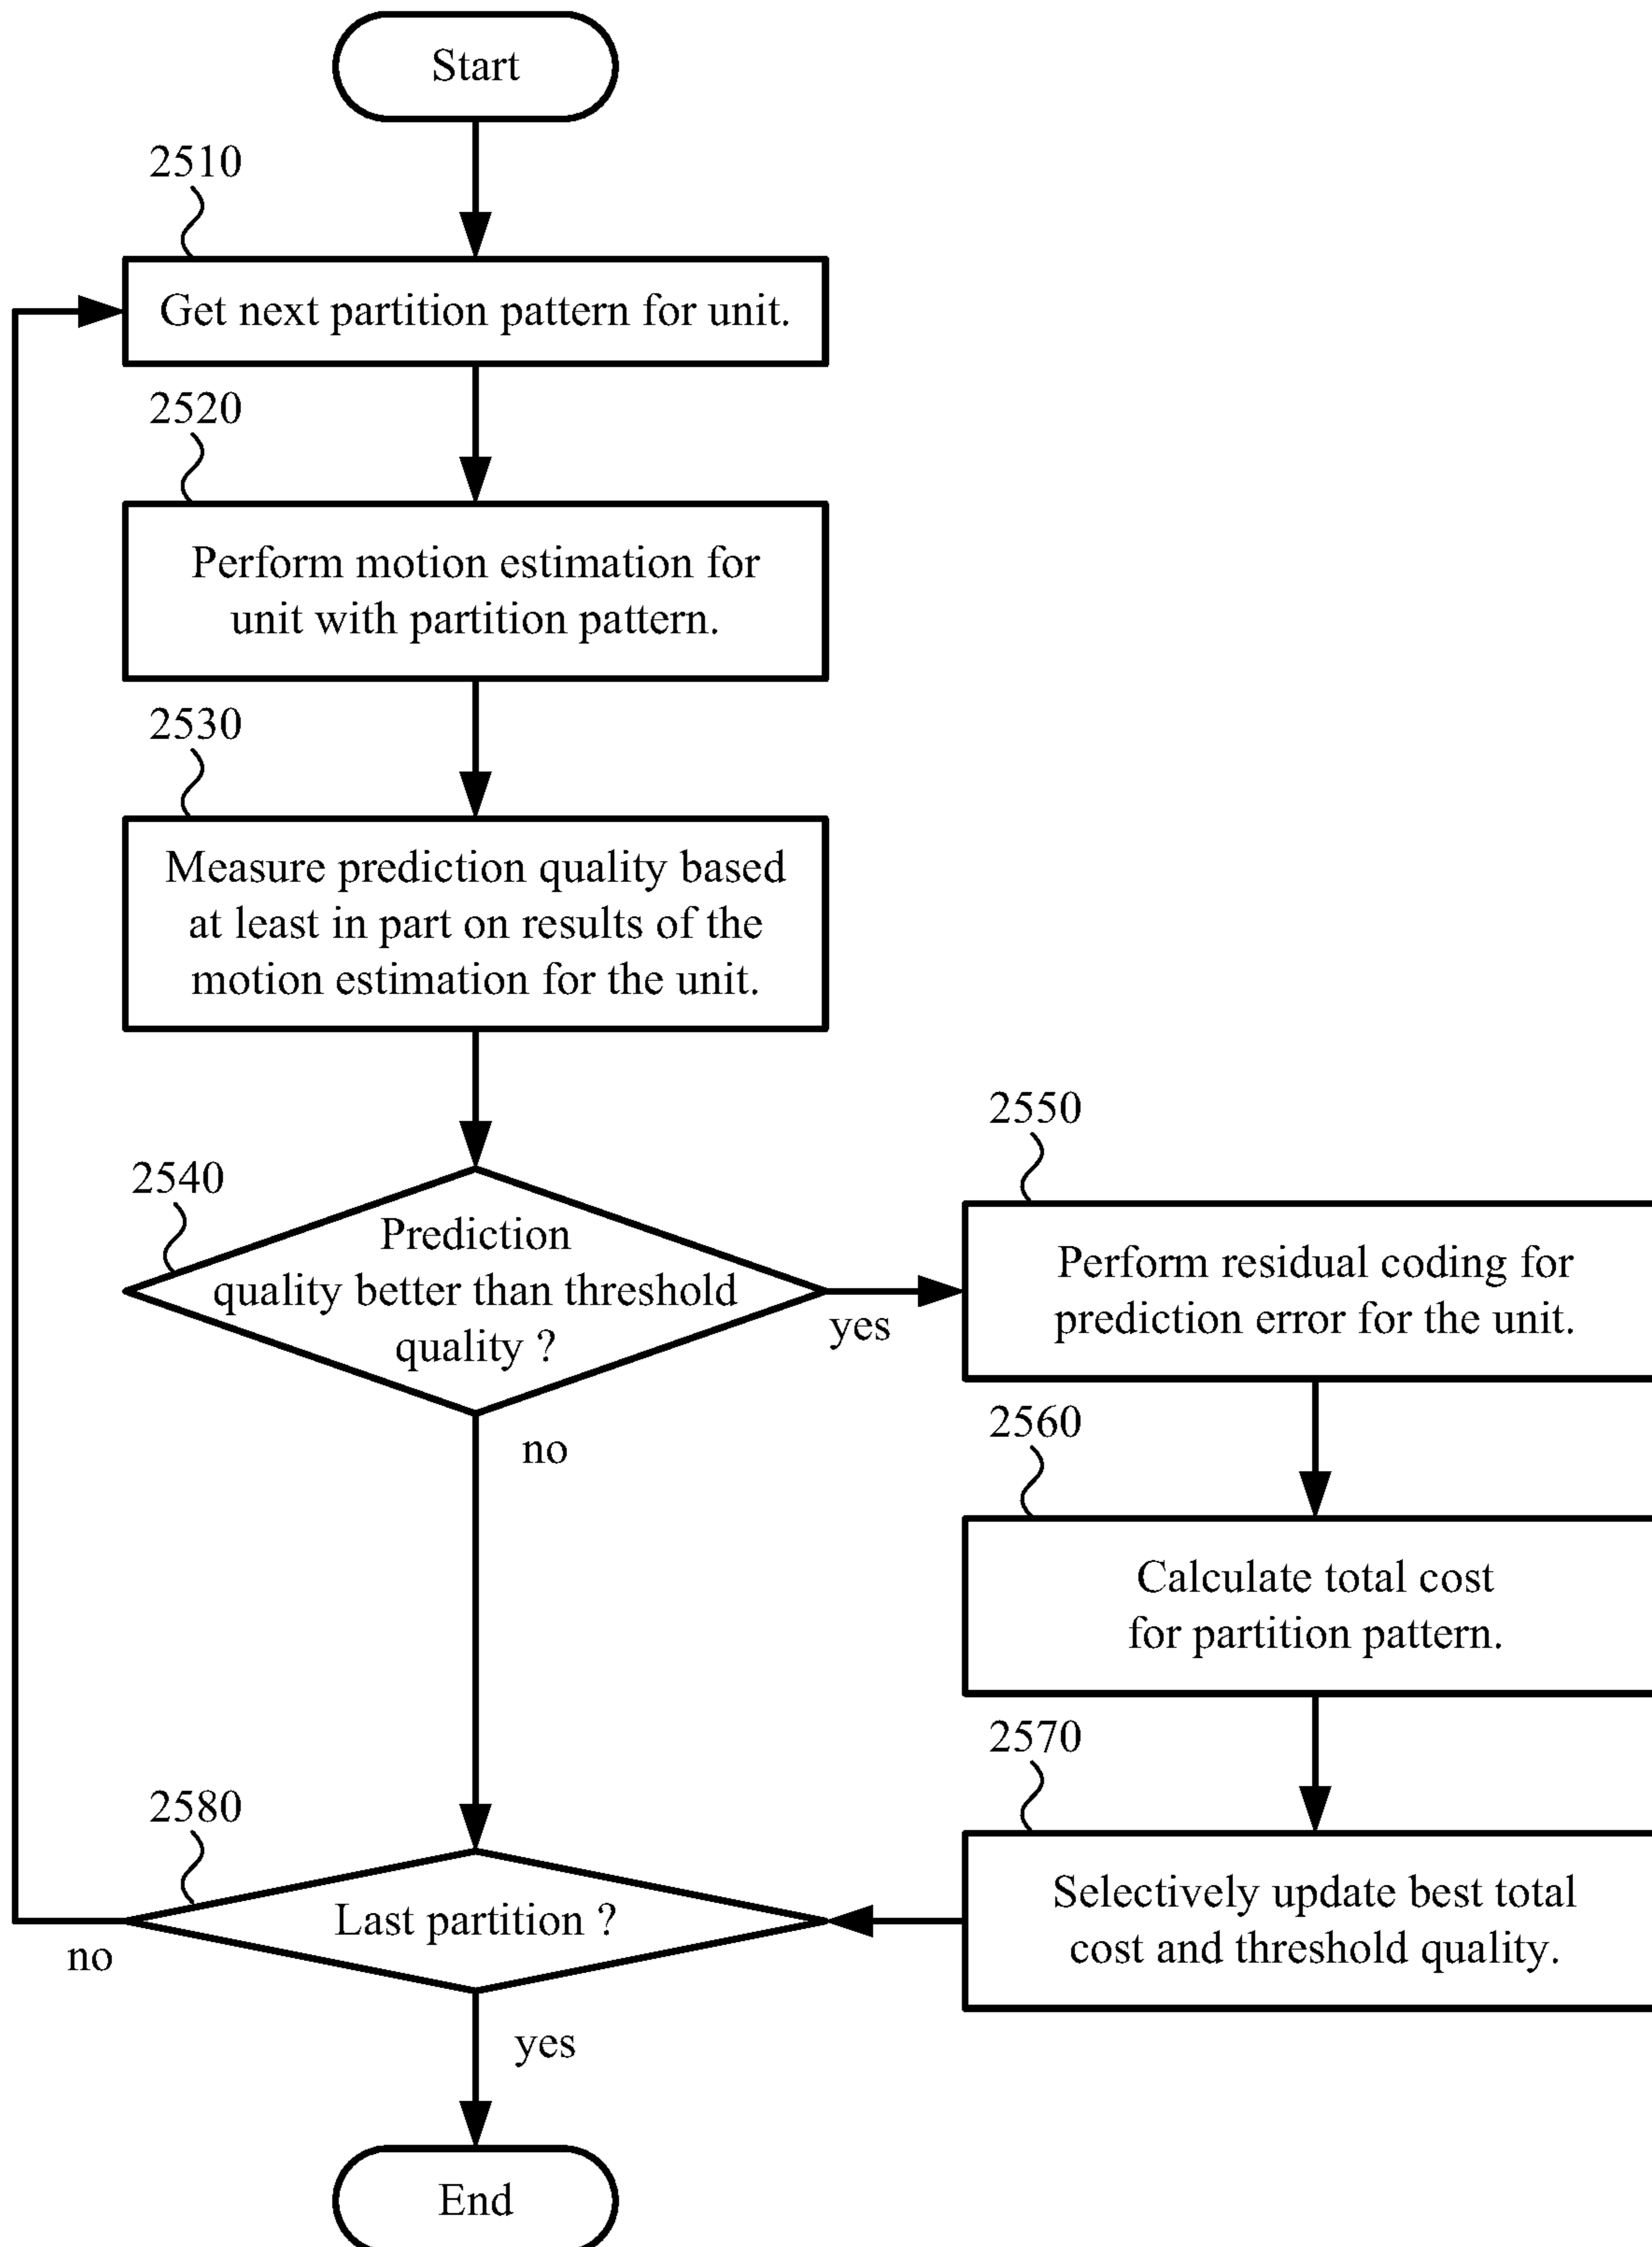 Start
2510
Get next partition pattern for unit.
2520
Perform motion estimation for
unit with partition pattern.
2530
Measure prediction quality based
at least in part on results of the
motion estimation for the unit.
2540
Prediction
quality better than threshold
quality ?
yes
no
2550
Perform residual coding for
prediction error for the unit.
2560
Calculate total cost
for partition pattern.
2570
Selectively update best total
cost and threshold quality.
2580
Last partition ?
no
yes
End